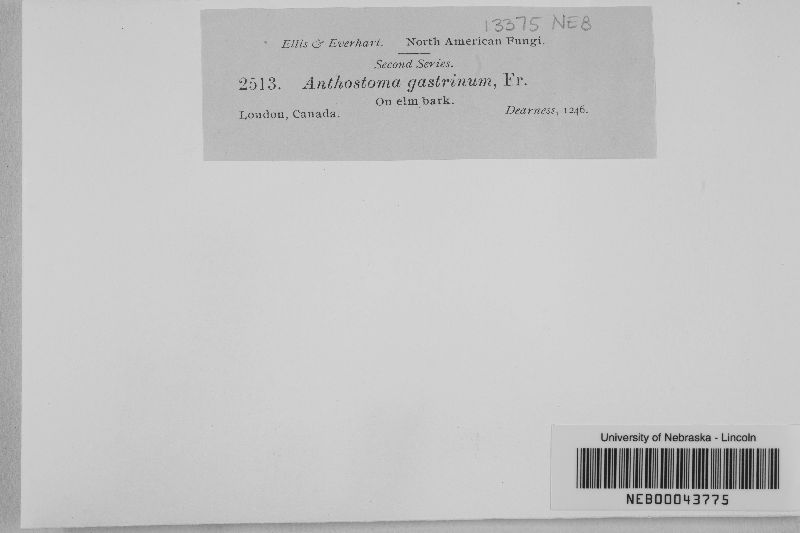 13375 NEB
Ellis & Everhart. North American Fungi.
Second Series.
2513. Anthostoma gastrinum, Fr.
On elm bark.
London, Canada. Dearness, 1246.
University of Nebraska - Lincoln
NEB00043775